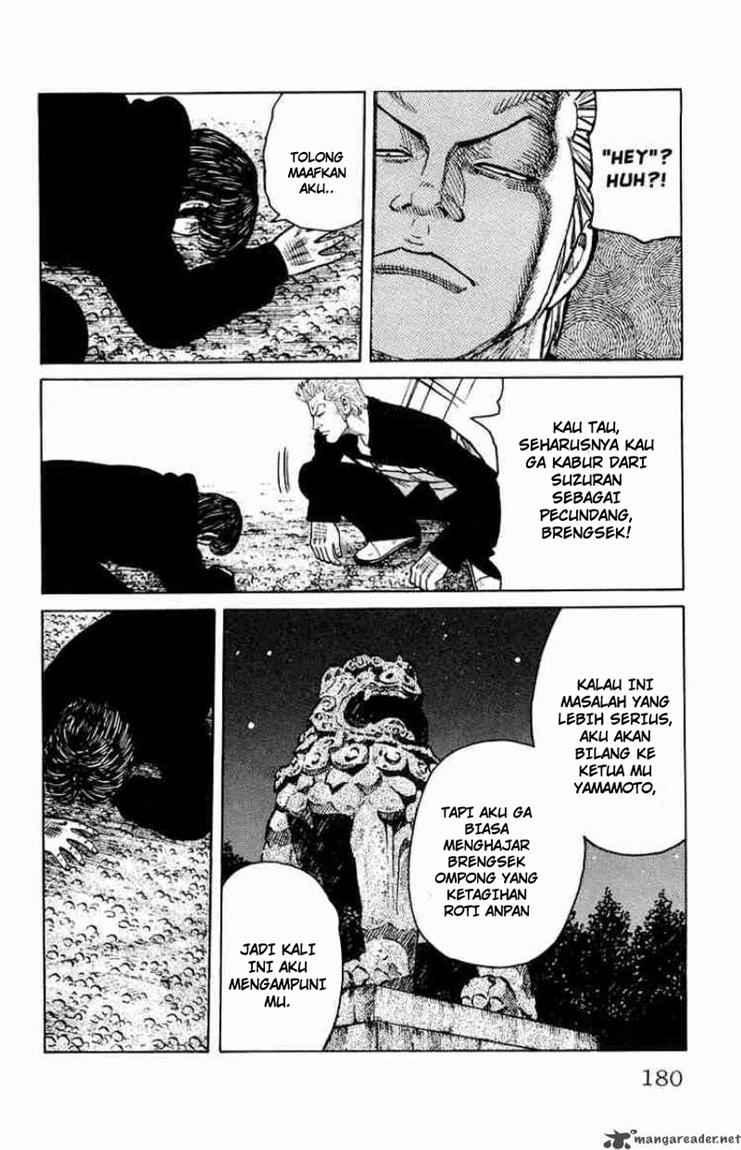 "HEY"?
HUH?!
TOLONG
MAAFKAN
AKU..
KAU TAU,
SEHARUSNYA KAU
GA KABUR DARI
SUZURAN
SEBAGAI
PECUNDANG,
BRENGSEK!
KALAU INI
MASALAH YANG
LEBIH SERIUS,
AKU AKAN
BILANG KE
KETUA MU
YAMAMOTO,
TAPI AKU GA
BIASA
MENGHAJAR
BRENGSEK
OMPONG YANG
KETAGIHAN
ROTI ANPAN
JADI KALI
INI AKU
MENGAMPUNI
MU.
180
mangareader.net